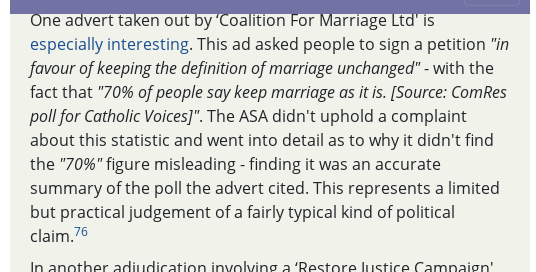 One advert taken out by ‘Coalition For Marriage Ltd' is
especially interesting. This ad asked people to sign a petition "in
favour of keeping the definition of marriage unchanged" - with the
fact that "70% of people say keep marriage as it is. [Source: ComRes
poll for Catholic Voices]". The ASA didn't uphold a complaint
about this statistic and went into detail as to why it didn't find
the "70%" figure misleading - finding it was an accurate
summary of the poll the advert cited. This represents a limited
but practical judgement of a fairly typical kind of political
claim.76
In another adjudication involving a ‘Restore Justice Campaign'